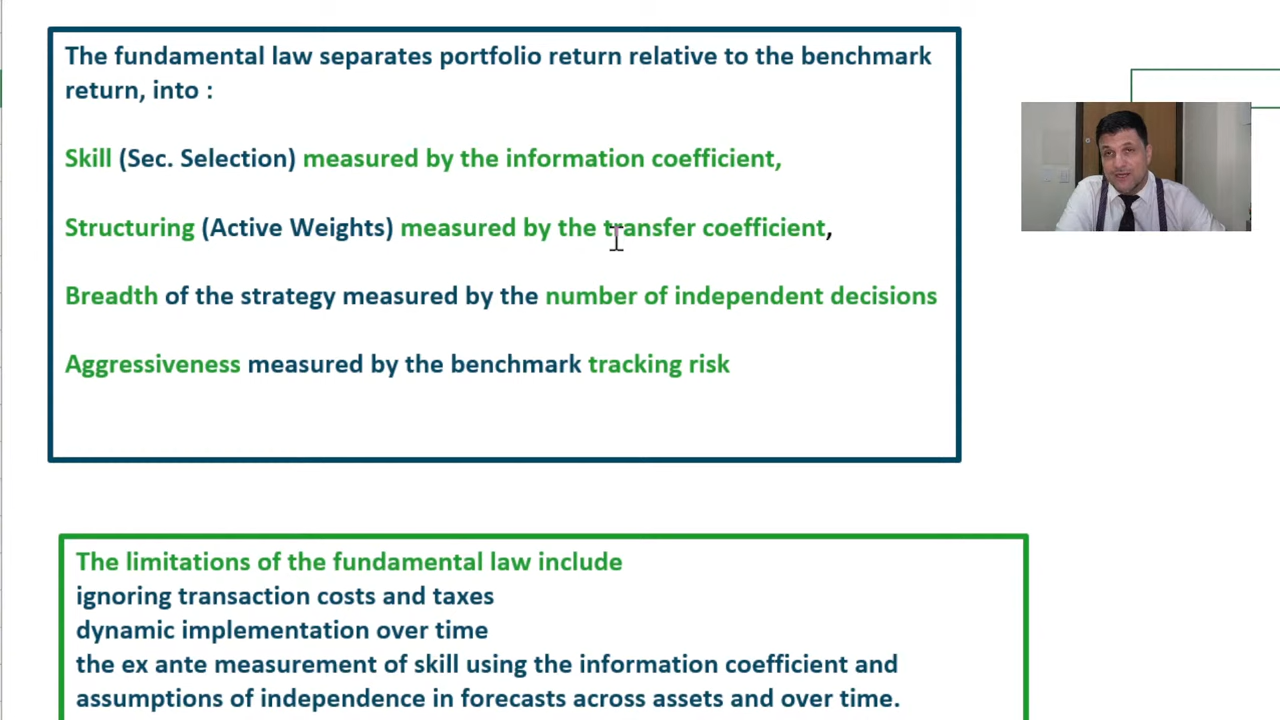 The fundamental law separates portfolio return relative to the benchmark
return, into :
Skill (Sec. Selection) measured by the information coefficient,
Structuring (Active Weights) measured by the transfer coefficient,
Breadth of the strategy measured by the number of independent decisions
Aggressiveness measured by the benchmark tracking risk
The limitations of the fundamental law include
ignoring transaction costs and taxes
dynamic implementation over time
the ex ante measurement of skill using the information coefficient and
assumptions of independence in forecasts across assets and over time.